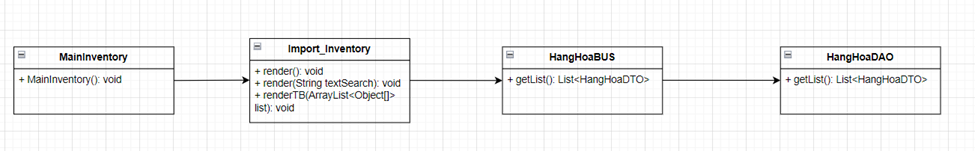 MainInventory
+ MainInventory(): void
Import_Inventory
+ render(): void
+ render(String textSearch): void
+ renderTB(ArrayList<Object[]>
list): void
HangHoaBUS
+ getList(): List<HangHoaDTO>
HangHoaDAO
+ getList(): List<HangHoaDTO>